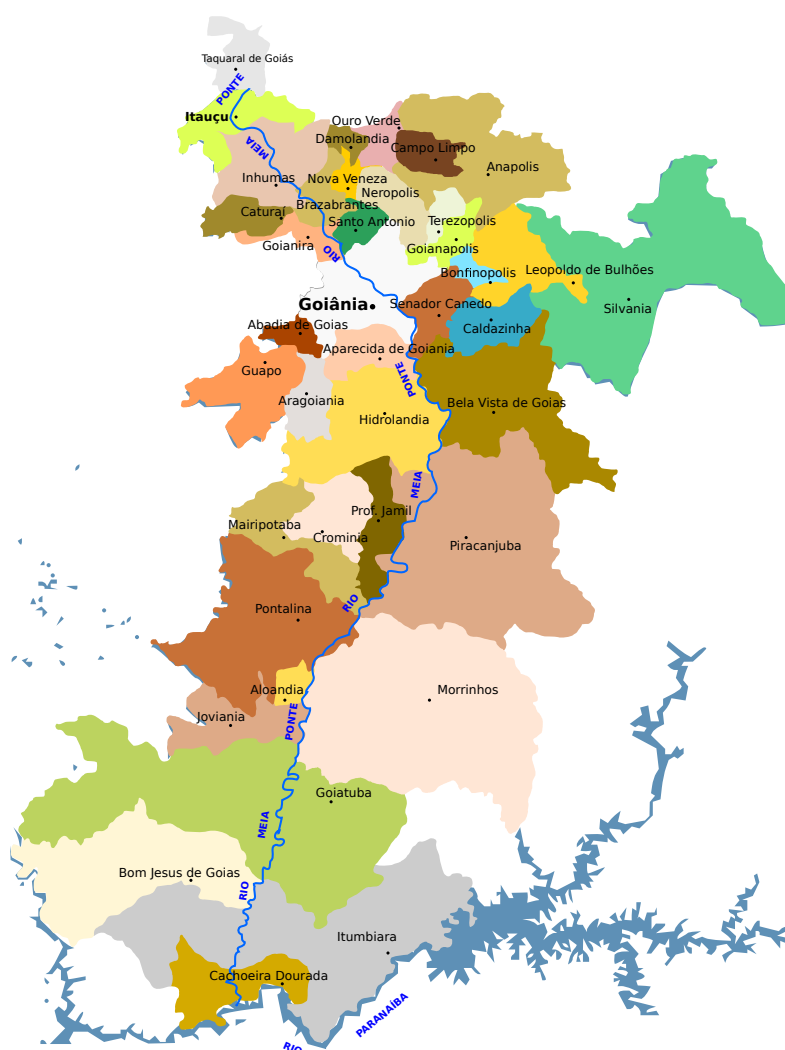 Taquaral de Goiás
PONTE
Itauçu
Ouro Verde
Damolandia
MEIA
Campo Limpo
Anapolis
Inhumas
Nova Veneza
Neropolis
Brazabrantes
Caturai
Santo Antonio
Terezopolis
Goianira
RIO
Goianapolis
Bonfinopolis
Leopoldo de Bulhões
Goiânia
Senador Canedo
Silvania
Abadia de Goias
Caldazinha
Aparecida de Goiania
Guapo
PONTE
Aragoiania
Bela Vista de Goias
Hidrolandia
MEIA
Prof. Jamil
Mairipotaba
Crominia
Piracanjuba
RIO
Pontalina
Aloandia
Morrinhos
Joviania
PONTE
Goiatuba
MEIA
Bom Jesus de Goias
RIO
Itumbiara
Cachoeira Dourada
PARANAÍBA
RIO